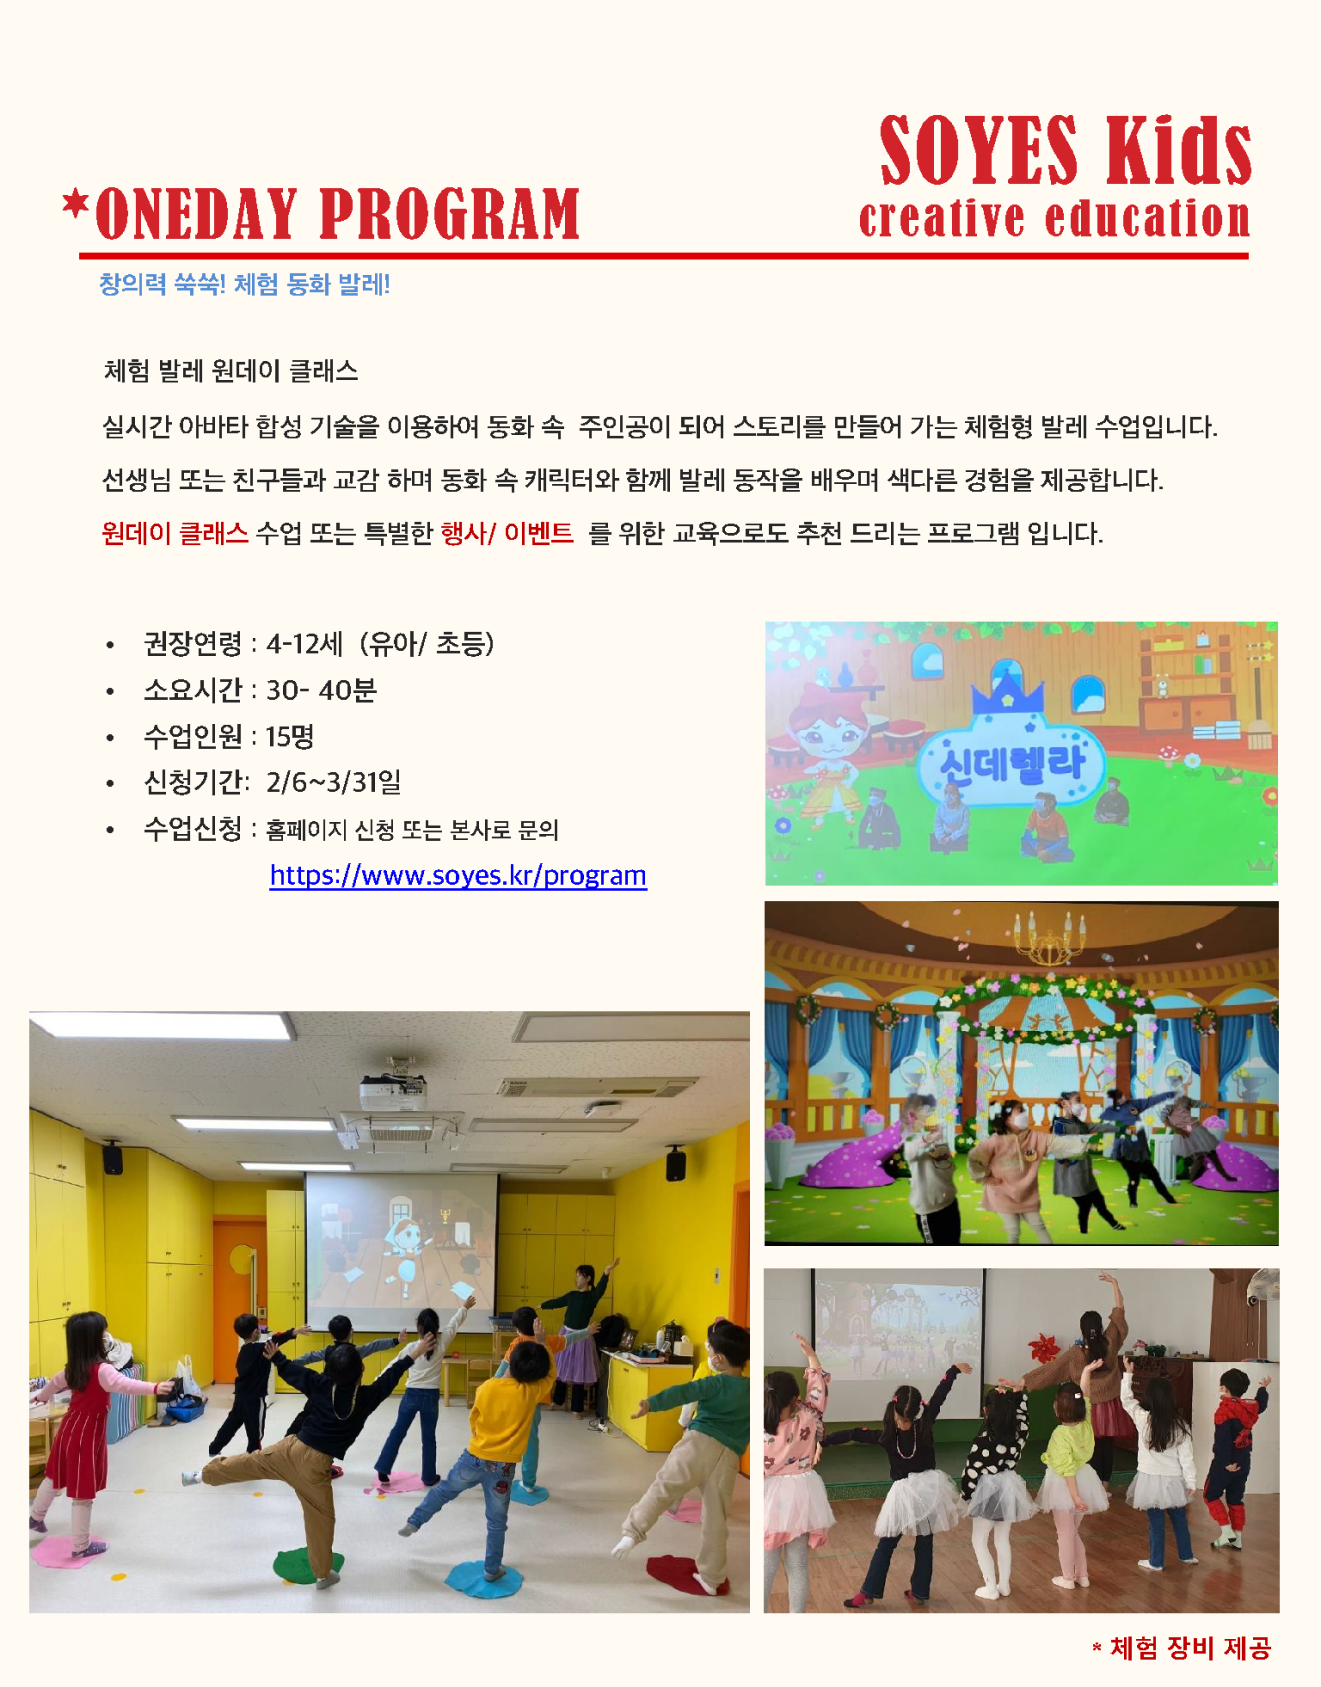 SOYES Kids
creative education
*ONEDAY PROGRAM
창의력 쑥쑥! 체험 동화 발레!
체험 발레 원데이 클래스
실시간 아바타 합성 기술을 이용하여 동화 속 주인공이 되어 스토리를 만들어 가는 체험형 발레 수업입니다.
선생님 또는 친구들과 교감 하며 동화 속 캐릭터와 함께 발레 동작을 배우며 색다른 경험을 제공합니다.
원데이 클래스 수업 또는 특별한 행사/ 이벤트 를 위한 교육으로도 추천 드리는 프로그램 입니다.
• 권장연령 : 4-12세 (유아/ 초등)
• 소요시간 : 30- 40분
• 수업인원 : 15명
• 신청기간: 2/6~3/31일
• 수업신청 : 홈페이지 신청 또는 본사로 문의
https://www.soyes.kr/program
신데렐라
* 체험 장비 제공